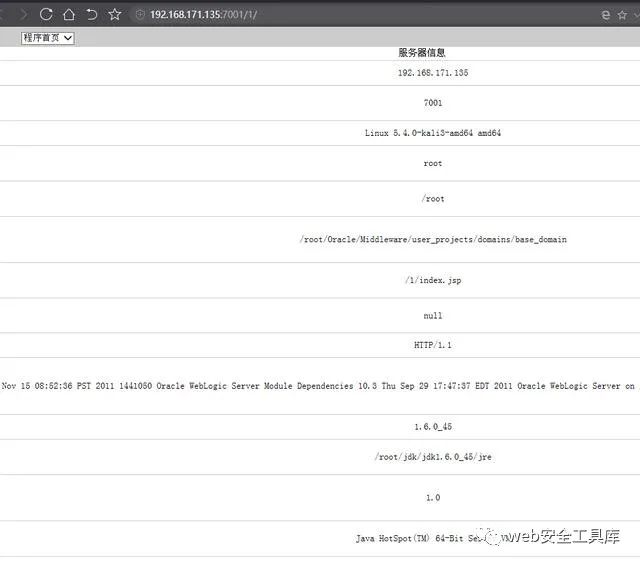 192.168.171.135:7001/1/
程序首页
服务器信息
192.168.171.135
7001
Linux 5.4.0-kali3-amd64 amd64
root
/root
/root/Oracle/Middleware/user_projects/domains/base_domain
/1/index.jsp
null
HTTP/1.1
Nov 15 08:52:36 PST 2011 1441050 Oracle WebLogic Server Module Dependencies 10.3 Thu Sep 29 17:47:37 EDT 2011 Oracle WebLogic Server on
1.6.0_45
/root/jdk/jdk1.6.0_45/jre
1.0
Java HotSpot(TM) 64-Bit VM
web安全工具库